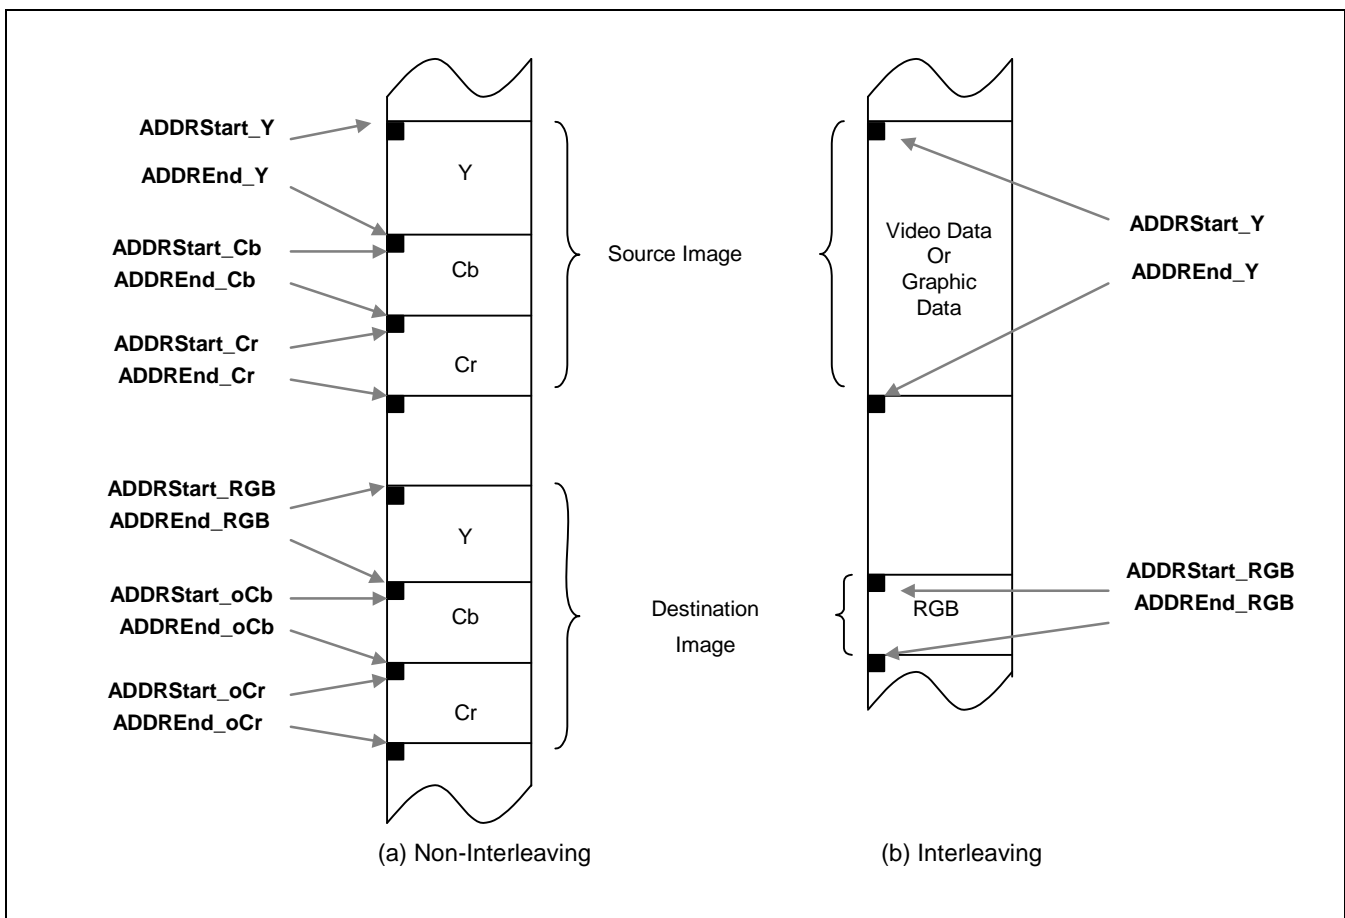 ADDRStart_Y
ADDREnd_Y
ADDRStart_Cb
ADDREnd_Cb
ADDRStart_Cr
ADDREnd_Cr
Y
Cb
Cr
Source Image
ADDRStart_RGB
ADDREnd_RGB
ADDRStart_oCb
ADDREnd_oCb
ADDRStart_oCr
ADDREnd_oCr
Y
Cb
Cr
Destination
Image
(a) Non-Interleaving
Video Data
Or
Graphic
Data
ADDRStart_Y
ADDREnd_Y
RGB
ADDRStart_RGB
ADDREnd_RGB
(b) Interleaving